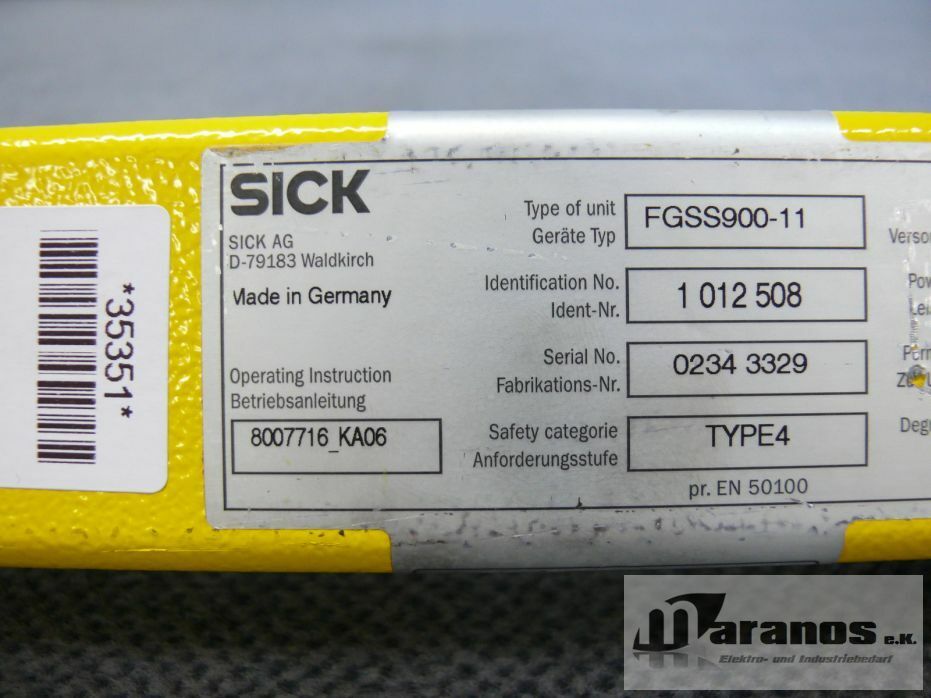 SICK
SICK AG
D-79183 Waldkirch
Made in Germany
Operating Instruction
Betriebsanleitung
8007716_KA06
Type of unit
Geräte Typ
FGSS900-11
Identification No.
Ident-Nr.
1 012 508
Serial No.
Fabrikations-Nr.
0234 3329
Safety categorie
Anforderungsstufe
TYPE4
pr. EN 50100
*35351*
maranos e.K.
Elektro- und Industriebedarf